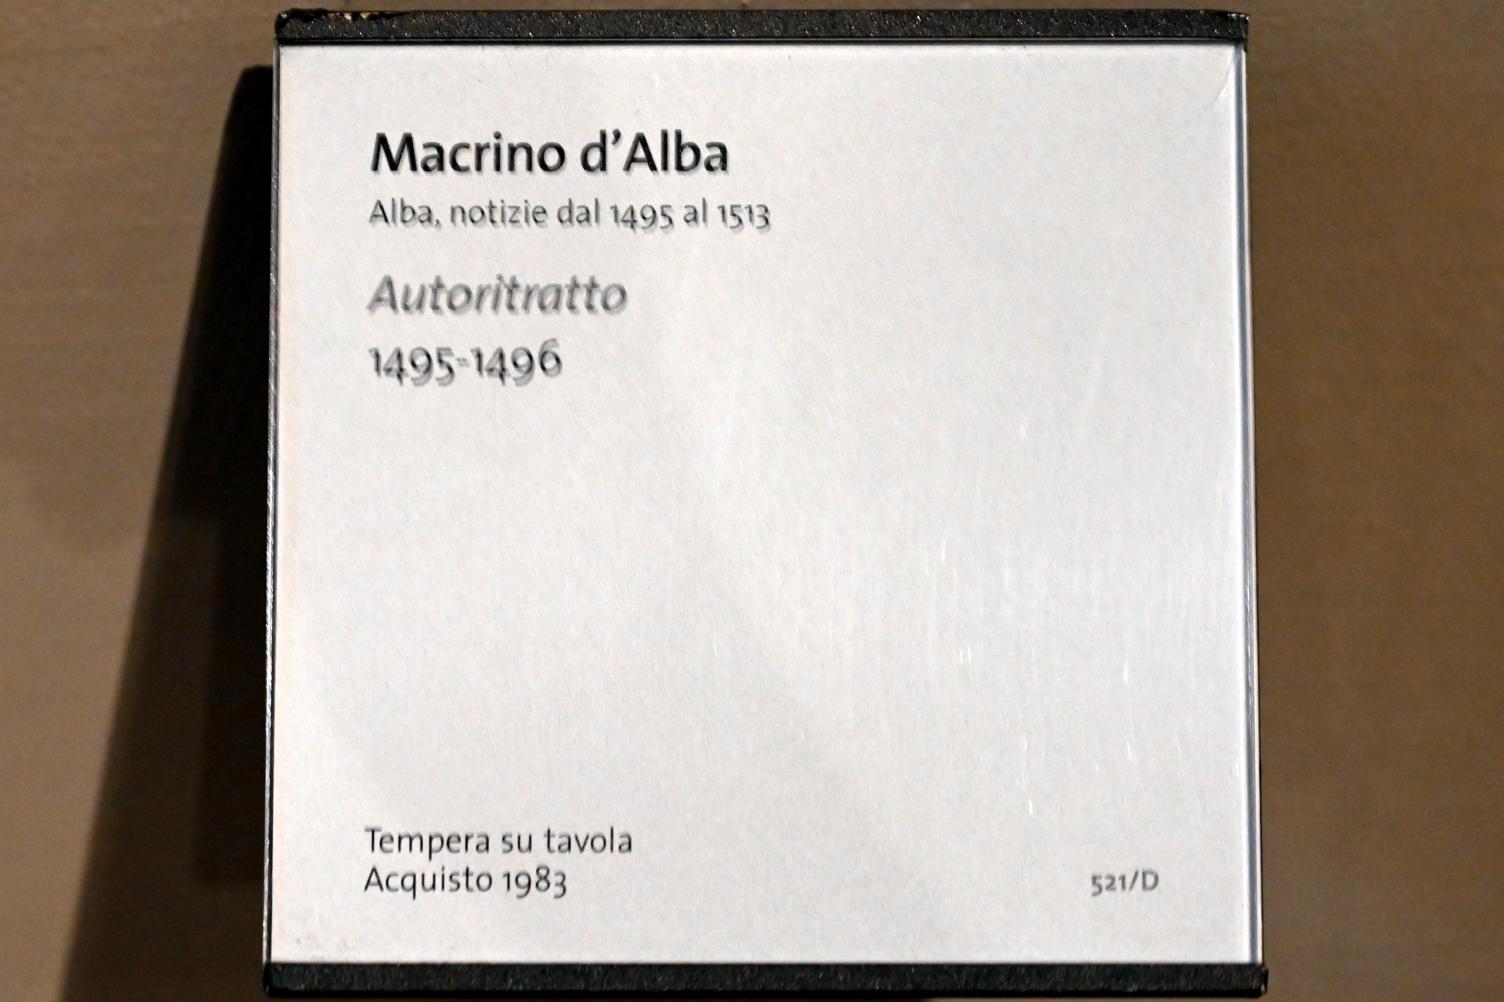 Macrino d'Alba
Alba, notizie dal 1495 al 1513
Autoritratto
1495-1496
Tempera su tavola
Acquisto 1983
521/D